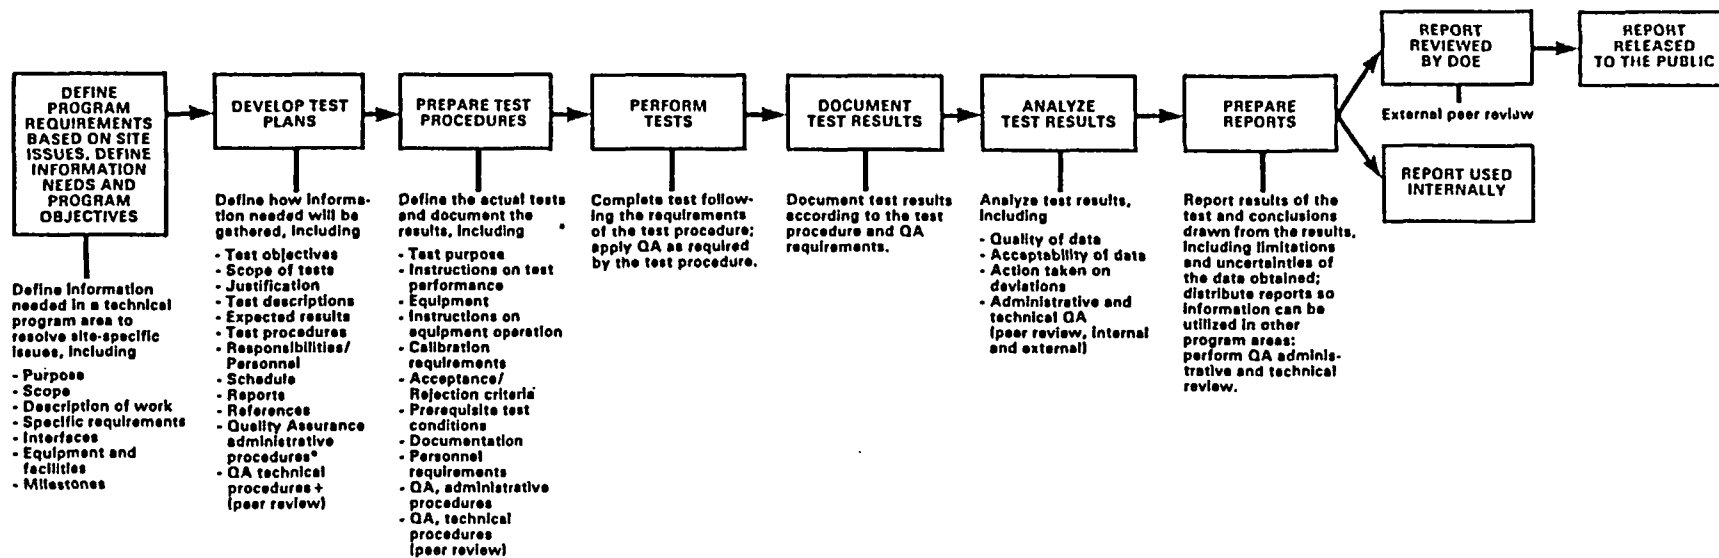 DEFINE
PROGRAM
REQUIREMENTS
BASED ON SITE
ISSUES. DEFINE
INFORMATION
NEEDS AND
PROGRAM
OBJECTIVES
Define information
needed in a technical
program area to
resolve site-specific
issues, including
- Purpose
- Scope
- Description of work
- Specific requirements
- Interfaces
- Equipment and
facilities
- Milestones
DEVELOP TEST
PLANS
Define how informa-
tion needed will be
gathered, including
- Test objectives
- Scope of tests
- Justification
- Test descriptions
- Expected results
- Test procedures
- Responsibilities/
Personnel
- Schedule
- Reports
- References
- Quality Assurance
administrative
procedures*
- QA technical
procedures +
(peer review)
PREPARE TEST
PROCEDURES
Define the actual tests
and document the
results, including
- Test purpose
- Instructions on test
performance
- Equipment
- Instructions on
equipment operation
- Calibration
requirements
- Acceptance/
Rejection criteria
- Prerequisite test
conditions
- Documentation
- Personnel
requirements
- QA, administrative
procedures
- QA, technical
procedures
(peer review)
PERFORM
TESTS
Complete test follow-
ing the requirements
of the test procedure;
apply QA as required
by the test procedure.
DOCUMENT
TEST RESULTS
Document test results
according to the test
procedure and QA
requirements.
ANALYZE
TEST RESULTS
Analyze test results,
including
- Quality of data
- Acceptability of data
- Action taken on
deviations
- Administrative and
technical QA
(peer review, internal
and external)
PREPARE
REPORTS
Report results of the
test and conclusions
drawn from the results,
including limitations
and uncertainties of
the data obtained;
distribute reports so
information can be
utilized in other
program areas;
perform QA adminis-
trative and technical
review.
REPORT
REVIEWED
BY DOE
External peer review
REPORT
RELEASED
TO THE PUBLIC
REPORT USED
INTERNALLY